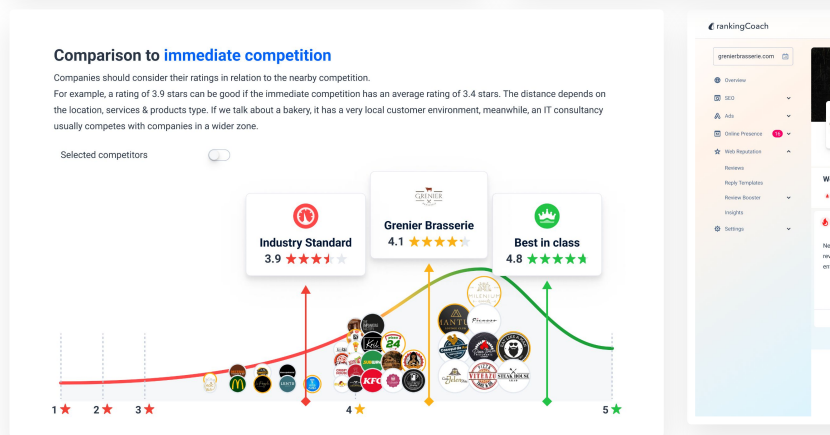 Comparison to immediate competition
Companies should consider their ratings in relation to the nearby competition.
For example, a rating of 3.9 stars can be good if the immediate competition has an average rating of 3.4 stars. The distance depends on
the location, services & products type. If we talk about a bakery, it has a very local customer environment, meanwhile, an IT consultancy
usually competes with companies in a wider zone.
Selected competitors
GRENIER
Industry Standard
3.9
Grenier Brasserie
4.1
Best in class
4.8
MILENIUM
Picasso
24
SUBWAY
KFC
VITEAZU
STEAK HOUSE
1
2
3
4
5
rankingCoach
grenierbrasserie.com
Overview
SEO
Ads
Online Presence
Web Reputation
Reviews
Reply Templates
Review Booster
Insights
Settings